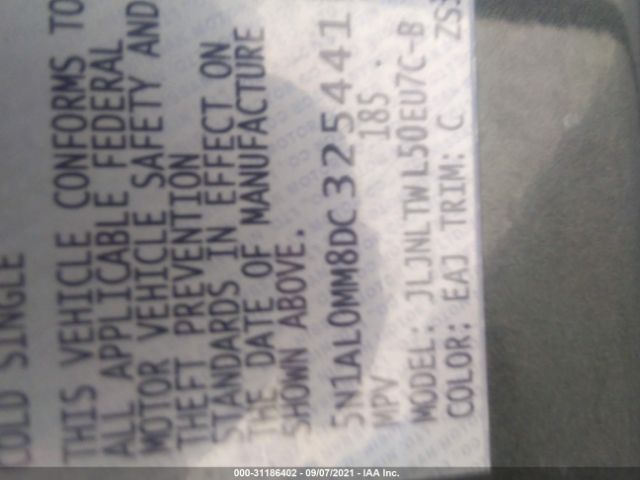 COLD SINGLE
THIS VEHICLE CONFORMS TO
ALL APPLICABLE FEDERAL
MOTOR VEHICLE SAFETY AND
THEFT PREVENTION
STANDARDS IN EFFECT ON
THE DATE OF MANUFACTURE
SHOWN ABOVE.
5N1AL0MM8DC325441
MPV 185
MODEL: JLJNLTWL50EU7C-B
COLOR: EAJ TRIM: C
000-31186402 - 09/07/2021 - IAA Inc.